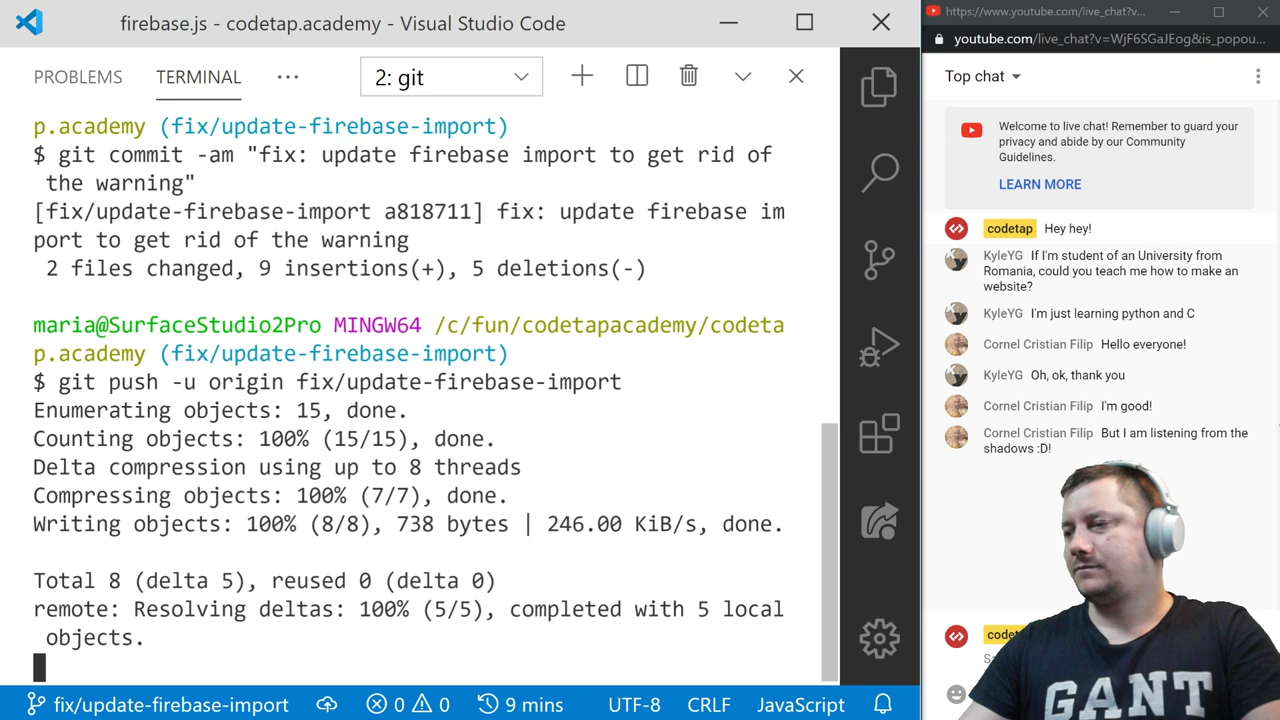 firebase.js - codetap.academy - Visual Studio Code
PROBLEMS TERMINAL ···
2: git
p.academy (fix/update-firebase-import)
$ git commit -am "fix: update firebase import to get rid of
the warning"
[fix/update-firebase-import a818711] fix: update firebase im
port to get rid of the warning
2 files changed, 9 insertions(+), 5 deletions(-)
maria@SurfaceStudio2Pro MINGW64 /c/fun/codetapacademy/codeta
p.academy (fix/update-firebase-import)
$ git push -u origin fix/update-firebase-import
Enumerating objects: 15, done.
Counting objects: 100% (15/15), done.
Delta compression using up to 8 threads
Compressing objects: 100% (7/7), done.
Writing objects: 100% (8/8), 738 bytes | 246.00 KiB/s, done.
Total 8 (delta 5), reused 0 (delta 0)
remote: Resolving deltas: 100% (5/5), completed with 5 local
objects.
fix/update-firebase-import 0 0 9 mins UTF-8 CRLF JavaScript
https://www.youtube.com/live_chat?v...
youtube.com/live_chat?v=WjF6SGaJEog&is_popou...
Top chat
Welcome to live chat! Remember to guard your
privacy and abide by our Community
Guidelines.
LEARN MORE
codetap Hey hey!
KyleYG If I'm student of an University from
Romania, could you teach me how to make an
website?
KyleYG I'm just learning python and C
Cornel Cristian Filip Hello everyone!
KyleYG Oh, ok, thank you
Cornel Cristian Filip I'm good!
Cornel Cristian Filip But I am listening from the
shadows :D!
GANT